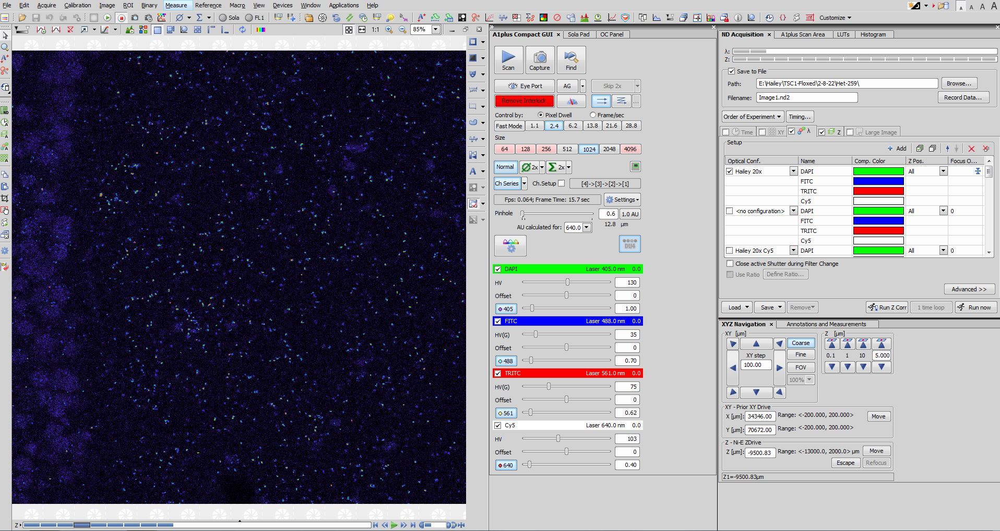 File Edit Acquire Calibration Image ROI Binary Measure Reference Macro View Devices Window Applications Help
Sola FL1 Customize
1:1 85%
A1plus Compact GUI Sola Pad OC Panel
Scan Capture Find
Eye Port AG Skip 2x
Remove Interlock ...
Control by: Pixel Dwell Frame/sec
Fast Mode 1.1 2.4 6.2 13.8 21.6 28.8
Size
64 128 256 512 1024 2048 4096
Normal 2x 2x
Ch Series Ch.Setup [4]->[3]->[2]->[1]
Fps: 0.064; Frame Time: 15.7 sec Settings
Pinhole 0.6 1.0 AU
AU calculated for: 640.0 12.8 µm
DU4
DAPI Laser 405.0 nm 0.0
HV 130
Offset 0
405 1.00
FITC Laser 488.0 nm 0.0
HV(G) 35
Offset 0
488 0.70
TRITC Laser 561.0 nm 0.0
HV(G) 75
Offset 0
561 0.62
Cy5 Laser 640.0 nm 0.0
HV 103
Offset 0
640 0.40
ND Acquisition A1plus Scan Area LUTs Histogram
λ:
Z:
Save to File
Path: E:\Hailey\TSC1-Floxed\2-8-22\Het-259\ Browse...
Filename: Image1.nd2 Record Data...
Order of Experiment Timing...
Time XY λ Z Large Image
Setup
Add
Optical Conf. Name Comp. Color Z Pos. Focus O...
Hailey 20x DAPI All
FITC
TRITC
Cy5
<no configuration> DAPI All 0
FITC
TRITC
Cy5
Hailey 20x Cy5 DAPI All 0
Close active Shutter during Filter Change
Use Ratio Define Ratio...
Advanced >>
Load Save Remove Run Z Corr 1 time loop Run now
XYZ Navigation Annotations and Measurements
XY [µm] Z [µm]
Coarse
XY step Fine 0.1 1 10 5.000
100.00 FOV
100%
XY - Prior XY Drive
X [µm]: 34346.00 Range: <-200.000, 200.000> Move
Y [µm]: 70672.00 Range: <-200.000, 200.000>
Z - Ni-E ZDrive
Z [µm]: -9500.83 Range: <-13000.0, 2000.0> µm Move
Escape Refocus
Z1=-9500.83µm
Z